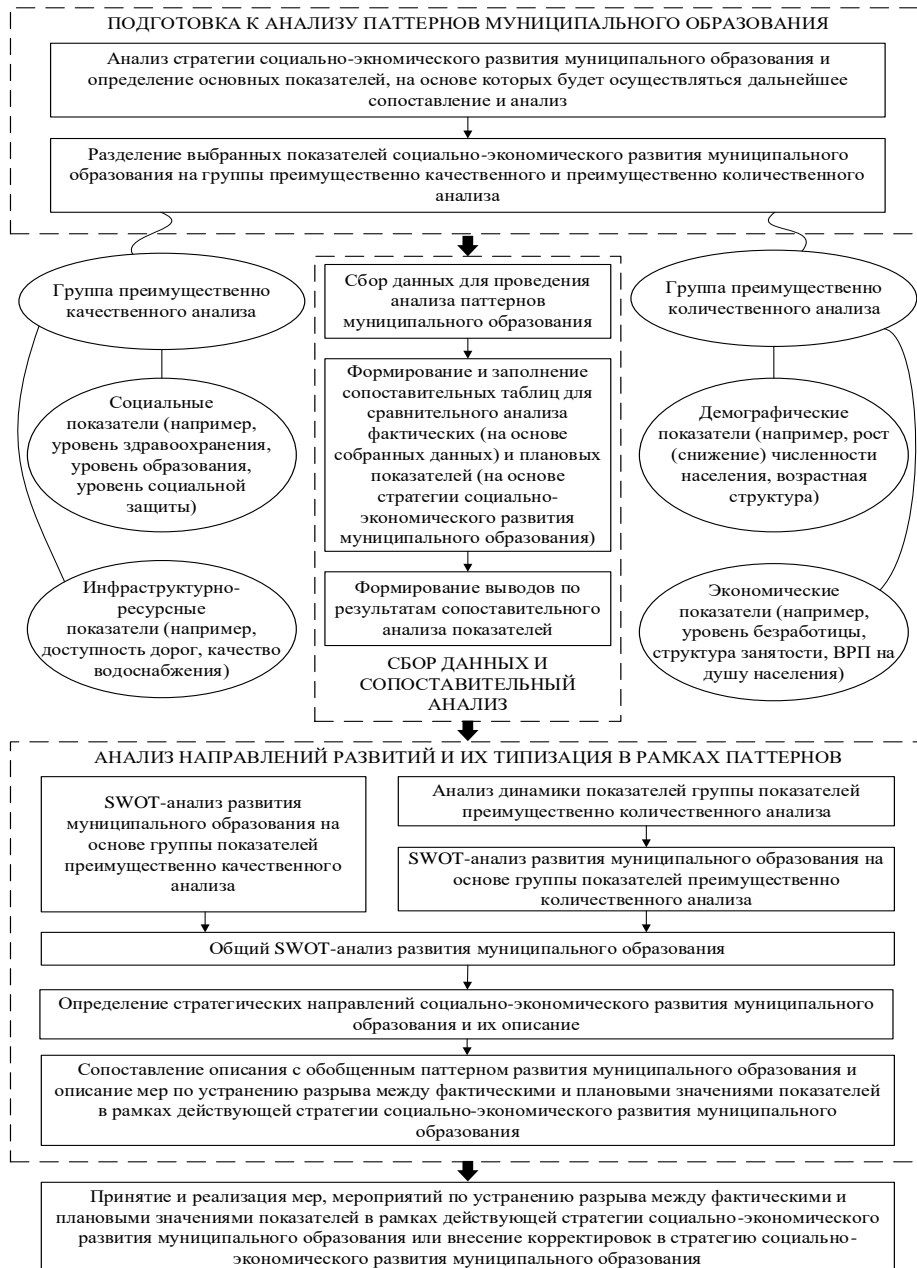 ПОДГОТОВКА К АНАЛИЗУ ПАТТЕРНОВ МУНИЦИПАЛЬНОГО ОБРАЗОВАНИЯ
Анализ стратегии социально-экномического развития муниципального образования и
определение основных показателей, на основе которых будет осуществляться дальнейшее
сопоставление и анализ
Разделение выбранных показателей социально-экономического развития муниципального
образования на группы преимущественно качественного и преимущественно количественного
анализа
Группа преимущественно
качественного анализа
Социальные
показатели (например,
уровень здравоохранения,
уровень образования,
уровень социальной
защиты)
Инфраструктурно-
ресурсные
показатели (например,
доступность дорог, качество
водоснабжения)
Сбор данных для проведения
анализа паттернов
муниципального образования
Формирование и заполнение
сопоставительных таблиц для
сравнительного анализа
фактических (на основе
собранных данных) и плановых
показателей (на основе
стратегии социально-
экономического развития
муниципального образования)
Формирование выводов по
результатам сопоставительного
анализа показателей
СБОР ДАННЫХ И
СОПОСТАВИТЕЛЬНЫЙ
АНАЛИЗ
Группа преимущественно
количественного анализа
Демографические
показатели (например, рост
(снижение) численности
населения, возрастная
структура)
Экономические
показатели (например,
уровень безработицы,
структура занятости, ВРП на
душу населения)
АНАЛИЗ НАПРАВЛЕНИЙ РАЗВИТИЙ И ИХ ТИПИЗАЦИЯ В РАМКАХ ПАТТЕРНОВ
SWOT-анализ развития
муниципального образования на
основе группы показателей
преимущественно качественного
анализа
Анализ динамики показателей группы показателей
преимущественно количественного анализа
SWOT-анализ развития муниципального образования на
основе группы показателей преимущественно
количественного анализа
Общий SWOT-анализ развития муниципального образования
Определение стратегических направлений социально-экономического развития муниципального
образования и их описание
Сопоставление описания с обобщенным паттерном развития муниципального образования и
описание мер по устранению разрыва между фактическими и плановыми значениями показателей
в рамках действующей стратегии социально-экономического развития муниципального
образования
Принятие и реализация мер, мероприятий по устранению разрыва между фактическими и
плановыми значениями показателей в рамках действующей стратегии социально-экономического
развития муниципального образования или внесение корректировок в стратегию социально-
экономического развития муниципального образования